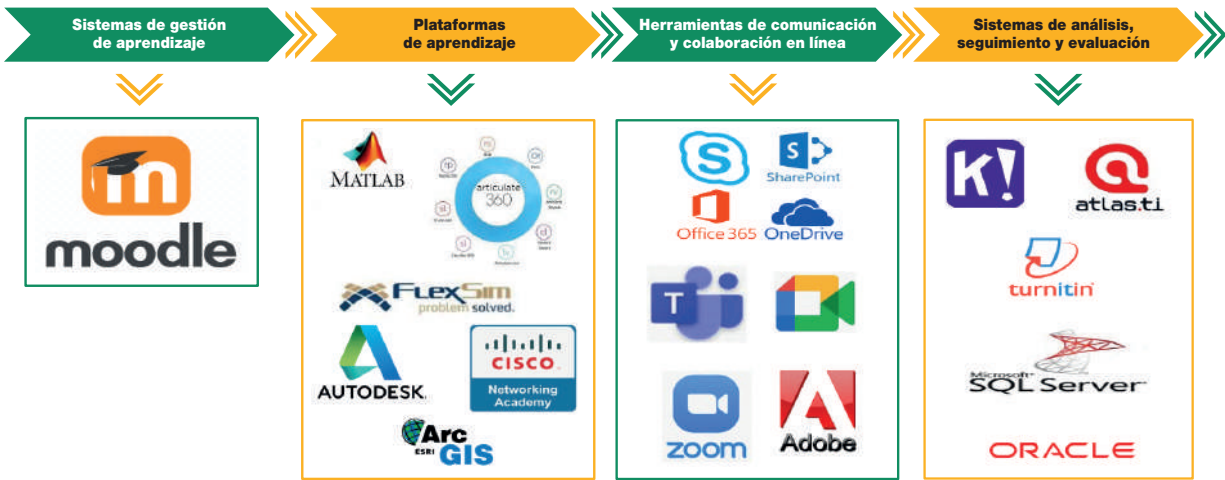 Sistemas de gestión
de aprendizaje
Plataformas
de aprendizaje
Herramientas de comunicación
y colaboración en línea
Sistemas de análisis,
seguimiento y evaluación
m
moodle
MATLAB
articulate
360
FLEXSIM
problem solved.
AUTODESK.
CISCO
Networking
Academy
ESRI
Arc
GIS
S
S
SharePoint
Office 365
OneDrive
T
zoom
Adobe
K!
atlas.ti
turnitin
Microsoft
SQL Server
ORACLE